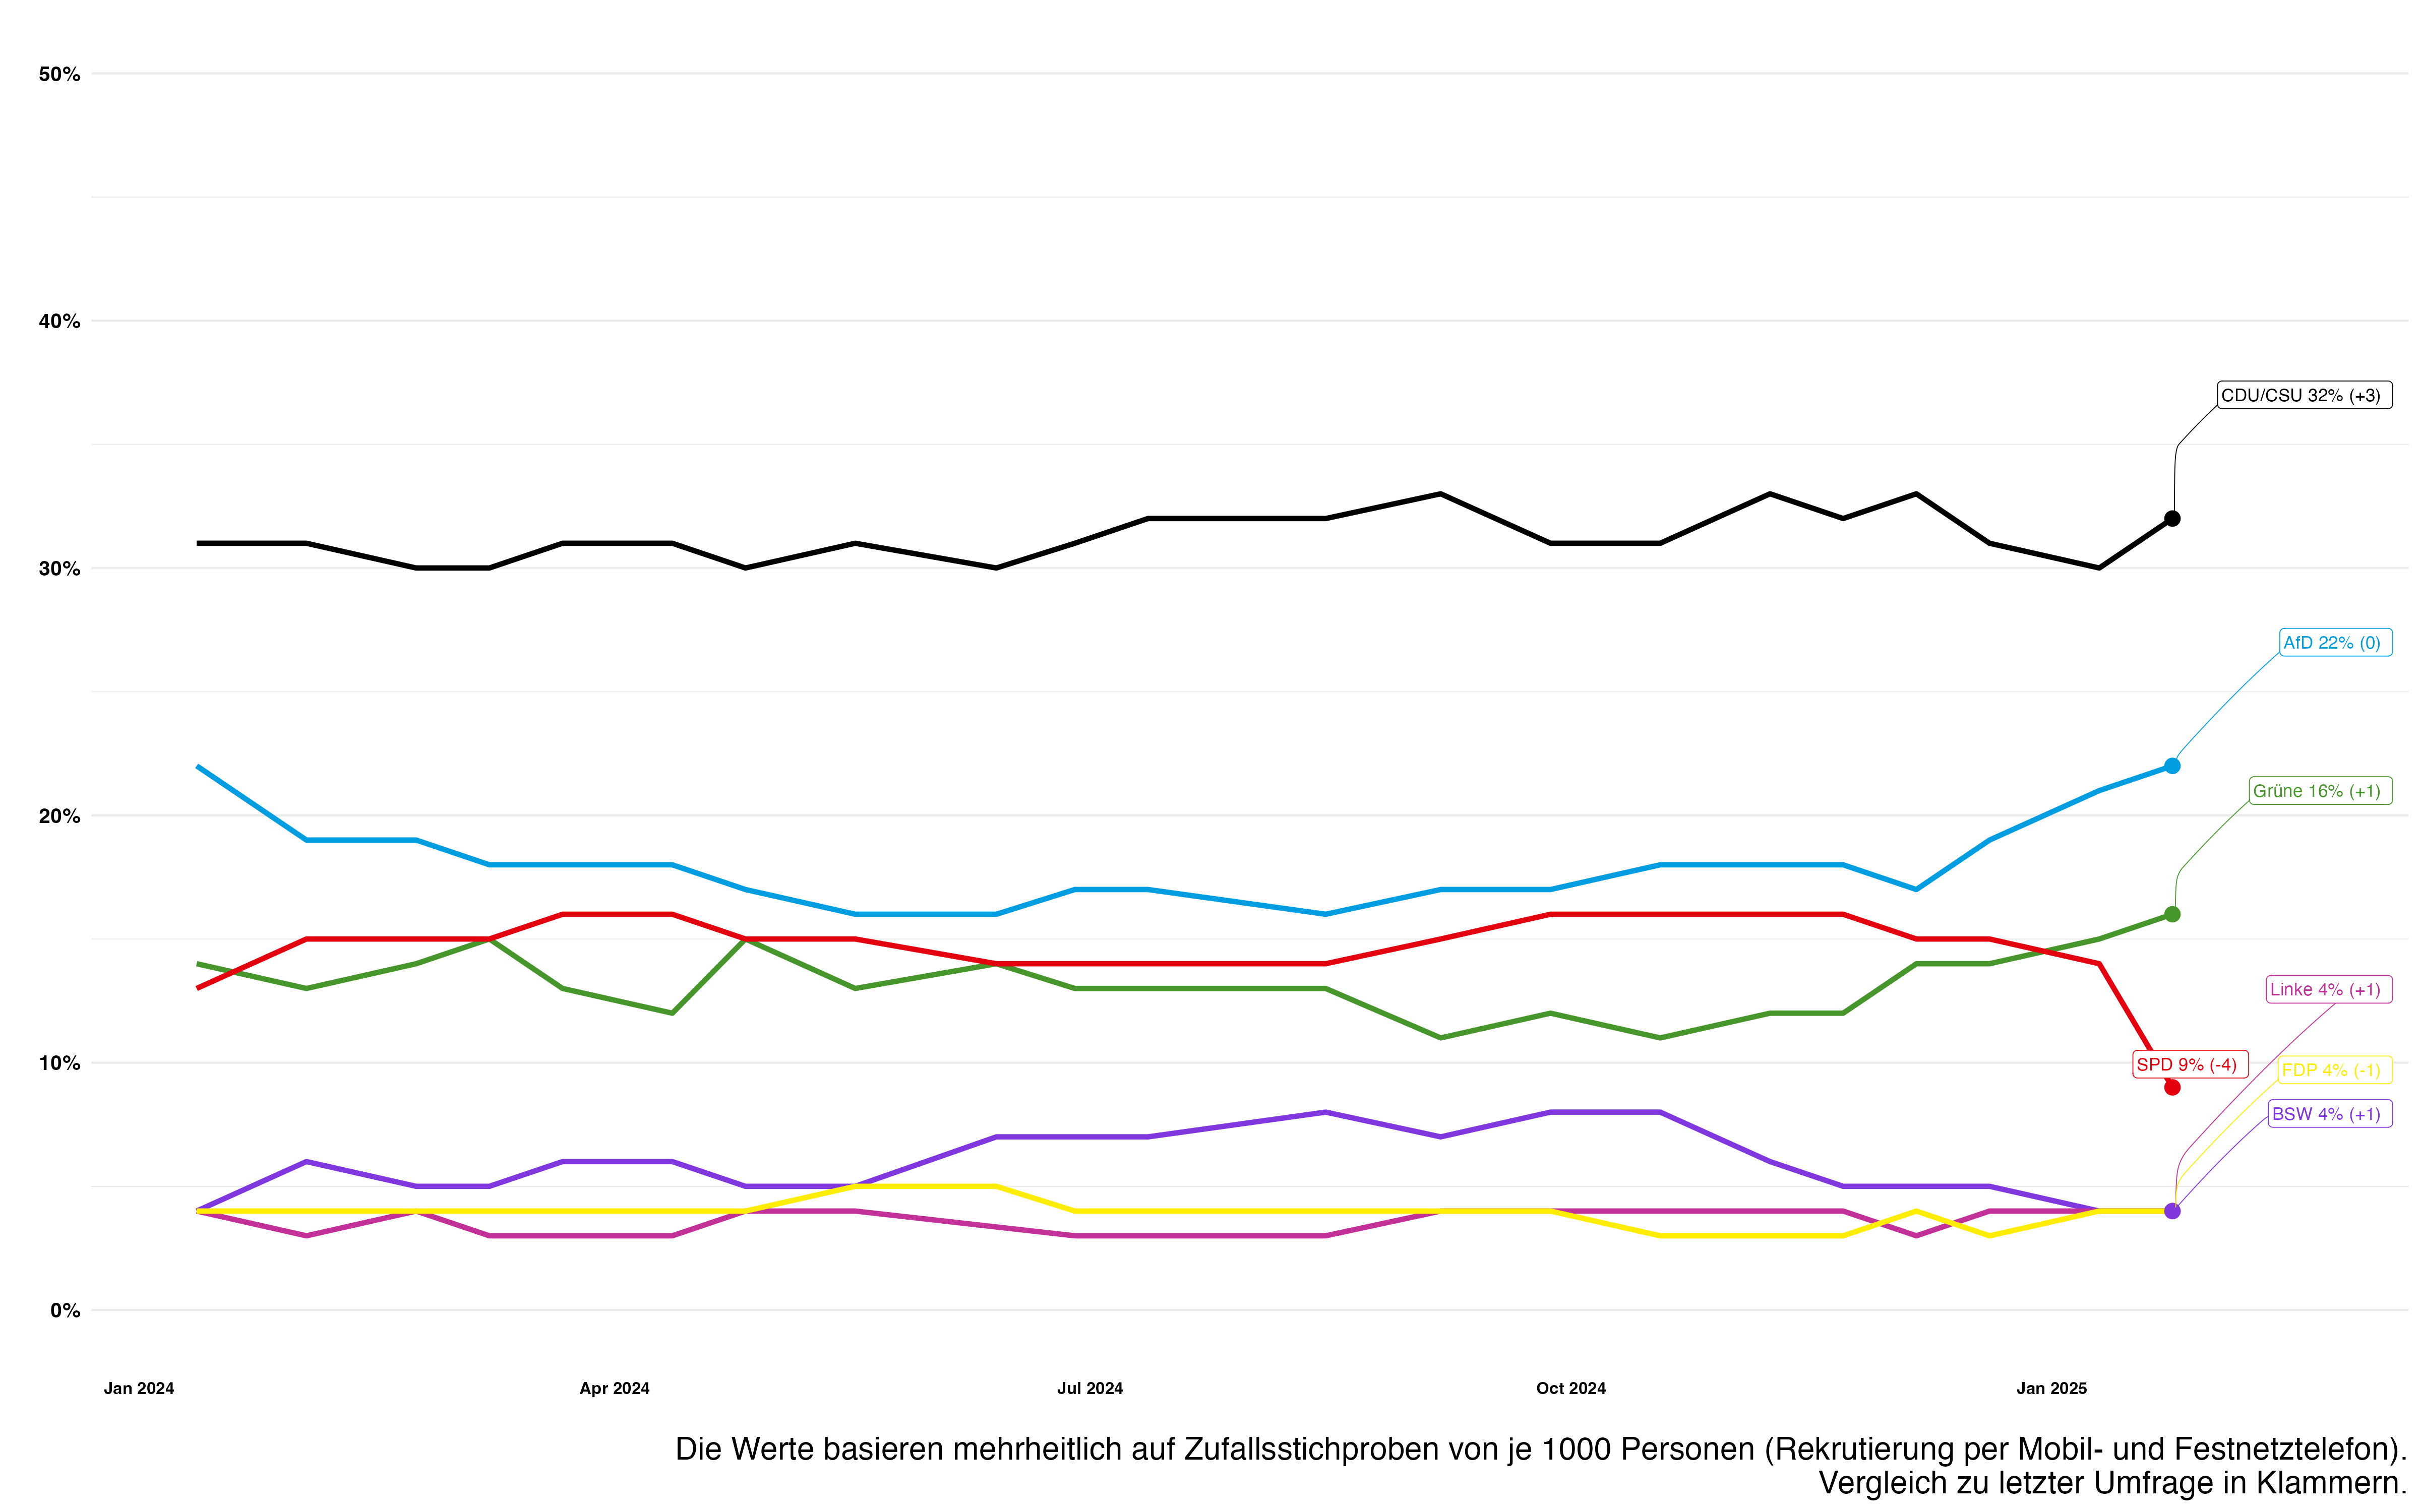 50%
40%
30%
20%
10%
0%
CDU/CSU 32% (+3)
AfD 22% (0)
Grüne 16% (+1)
Linke 4% (+1)
SPD 9% (-4)
FDP 4% (-1)
BSW 4% (+1)
Jan 2024
Apr 2024
Jul 2024
Oct 2024
Jan 2025
Die Werte basieren mehrheitlich auf Zufallsstichproben von je 1000 Personen (Rekrutierung per Mobil- und Festnetztelefon).
Vergleich zu letzter Umfrage in Klammern.